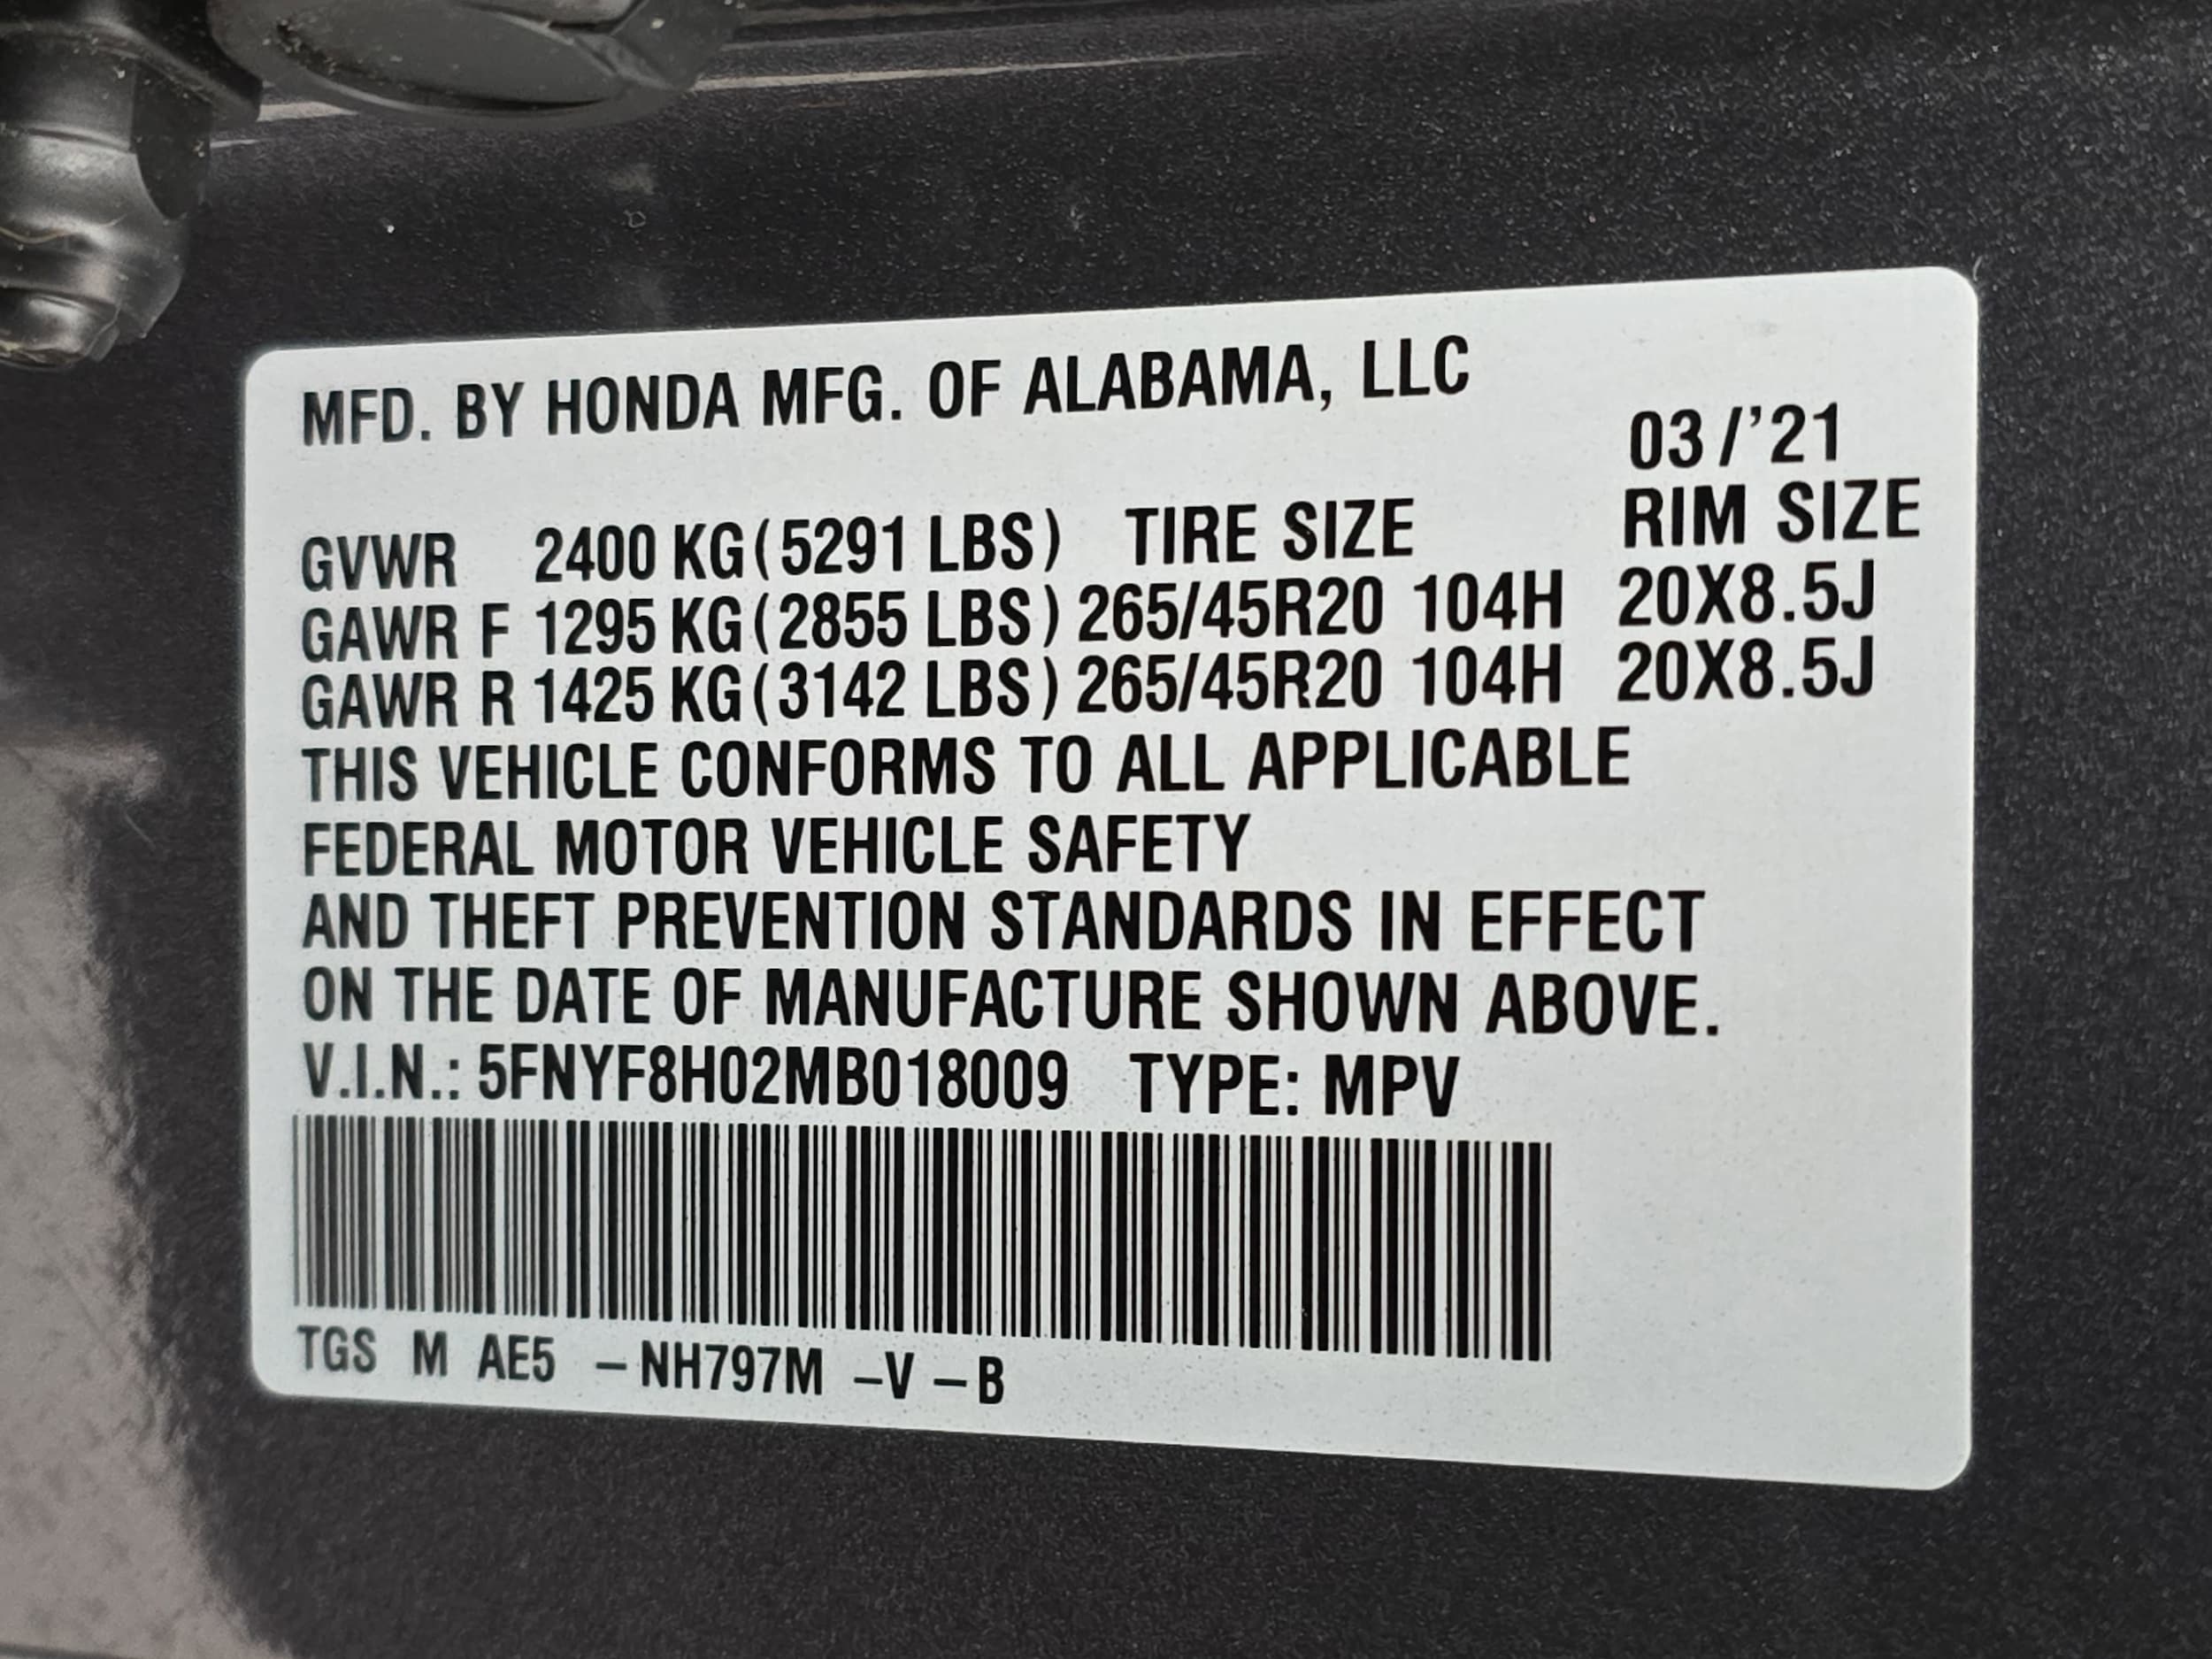 MFD. BY HONDA MFG. OF ALABAMA, LLC
03/'21
GVWR 2400 KG(5291 LBS) TIRE SIZE RIM SIZE
GAWR F 1295 KG(2855 LBS) 265/45R20 104H 20X8.5J
GAWR R 1425 KG(3142 LBS) 265/45R20 104H 20X8.5J
THIS VEHICLE CONFORMS TO ALL APPLICABLE
FEDERAL MOTOR VEHICLE SAFETY
AND THEFT PREVENTION STANDARDS IN EFFECT
ON THE DATE OF MANUFACTURE SHOWN ABOVE.
V.I.N.: 5FNYF8H02MB018009 TYPE: MPV
TGS M AE5 –NH797M –V –B